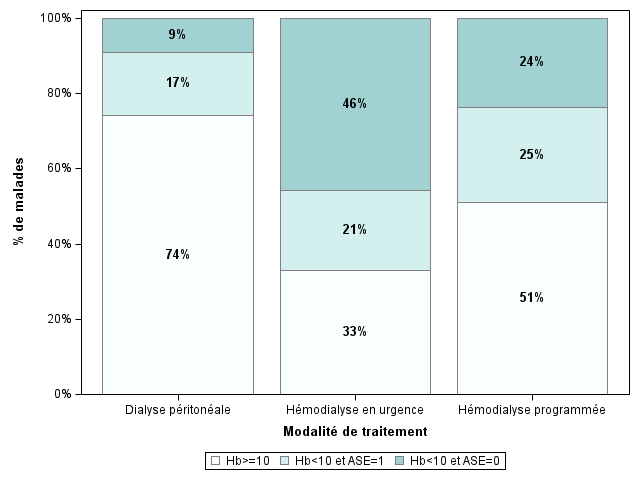 100%
80%
60%
40%
20%
0%
% de malades
9%
17%
74%
46%
21%
33%
24%
25%
51%
Dialyse péritonéale
Hémodialyse en urgence
Hémodialyse programmée
Modalité de traitement
Hb>=10
Hb<10 et ASE=1
Hb<10 et ASE=0